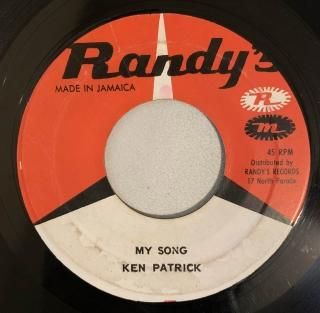 Randy's
MADE IN JAMAICA
R
m
45 RPM
Distributed by
RANDY'S RECORDS
17 North Parade
MY SONG
KEN PATRICK